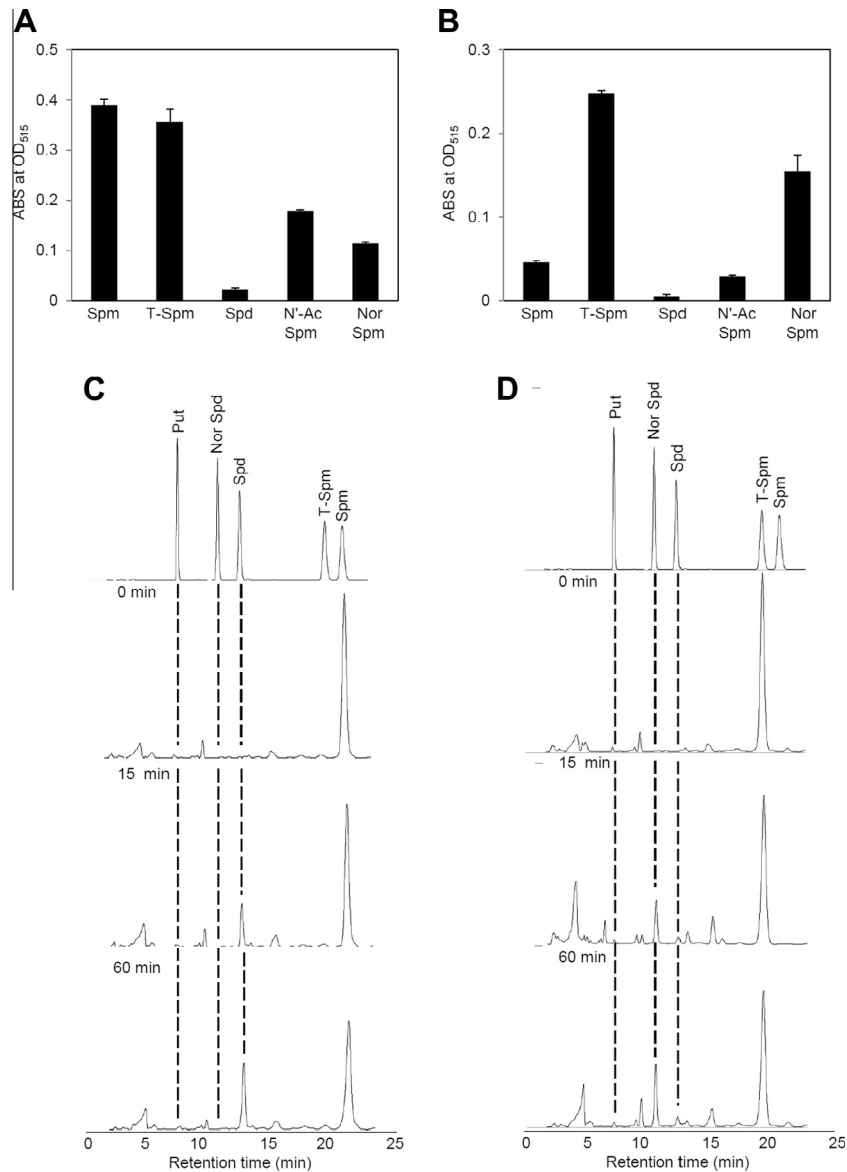 A
0.5
0.4
0.3
0.2
0.1
0
ABS at OD515
Spm
T-Spm
Spd
N'-Ac
Spm
Nor
Spm
B
0.3
0.2
0.1
0
ABS at OD515
Spm
T-Spm
Spd
N'-Ac
Spm
Nor
Spm
C
Put
Nor Spd
Spd
T-Spm
Spm
0 min
15 min
60 min
0
5
10
15
20
25
Retention time (min)
D
Put
Nor Spd
Spd
T-Spm
Spm
0 min
15 min
60 min
0
5
10
15
20
25
Retention time (min)